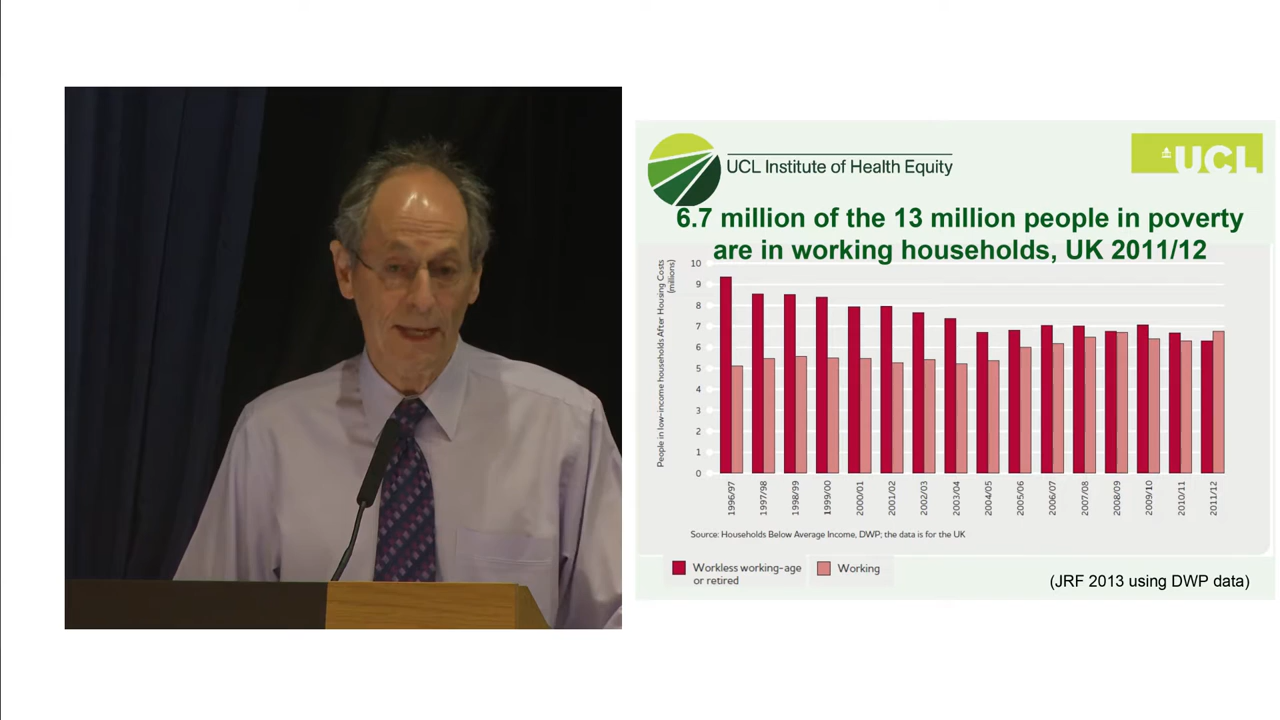 UCL Institute of Health Equity
UCL
6.7 million of the 13 million people in poverty
are in working households, UK 2011/12
People in low-income households After Housing Costs
(millions)
10
9
8
7
6
5
4
3
2
1
0
1996/97
1997/98
1998/99
1999/00
2000/01
2001/02
2002/03
2003/04
2004/05
2005/06
2006/07
2007/08
2008/09
2009/10
2010/11
2011/12
Source: Households Below Average Income, DWP; the data is for the UK
Workless working-age
or retired
Working
(JRF 2013 using DWP data)